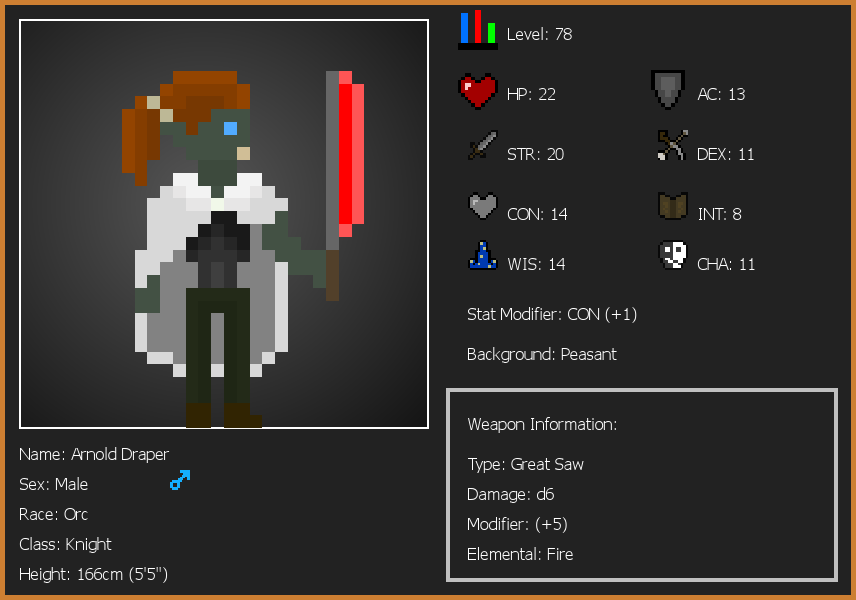 Level: 78
HP: 22
AC: 13
STR: 20
DEX: 11
CON: 14
INT: 8
WIS: 14
CHA: 11
Stat Modifier: CON (+1)
Background: Peasant
Weapon Information:
Type: Great Saw
Damage: d6
Modifier: (+5)
Elemental: Fire
Name: Arnold Draper
Sex: Male
Race: Orc
Class: Knight
Height: 166cm (5'5")